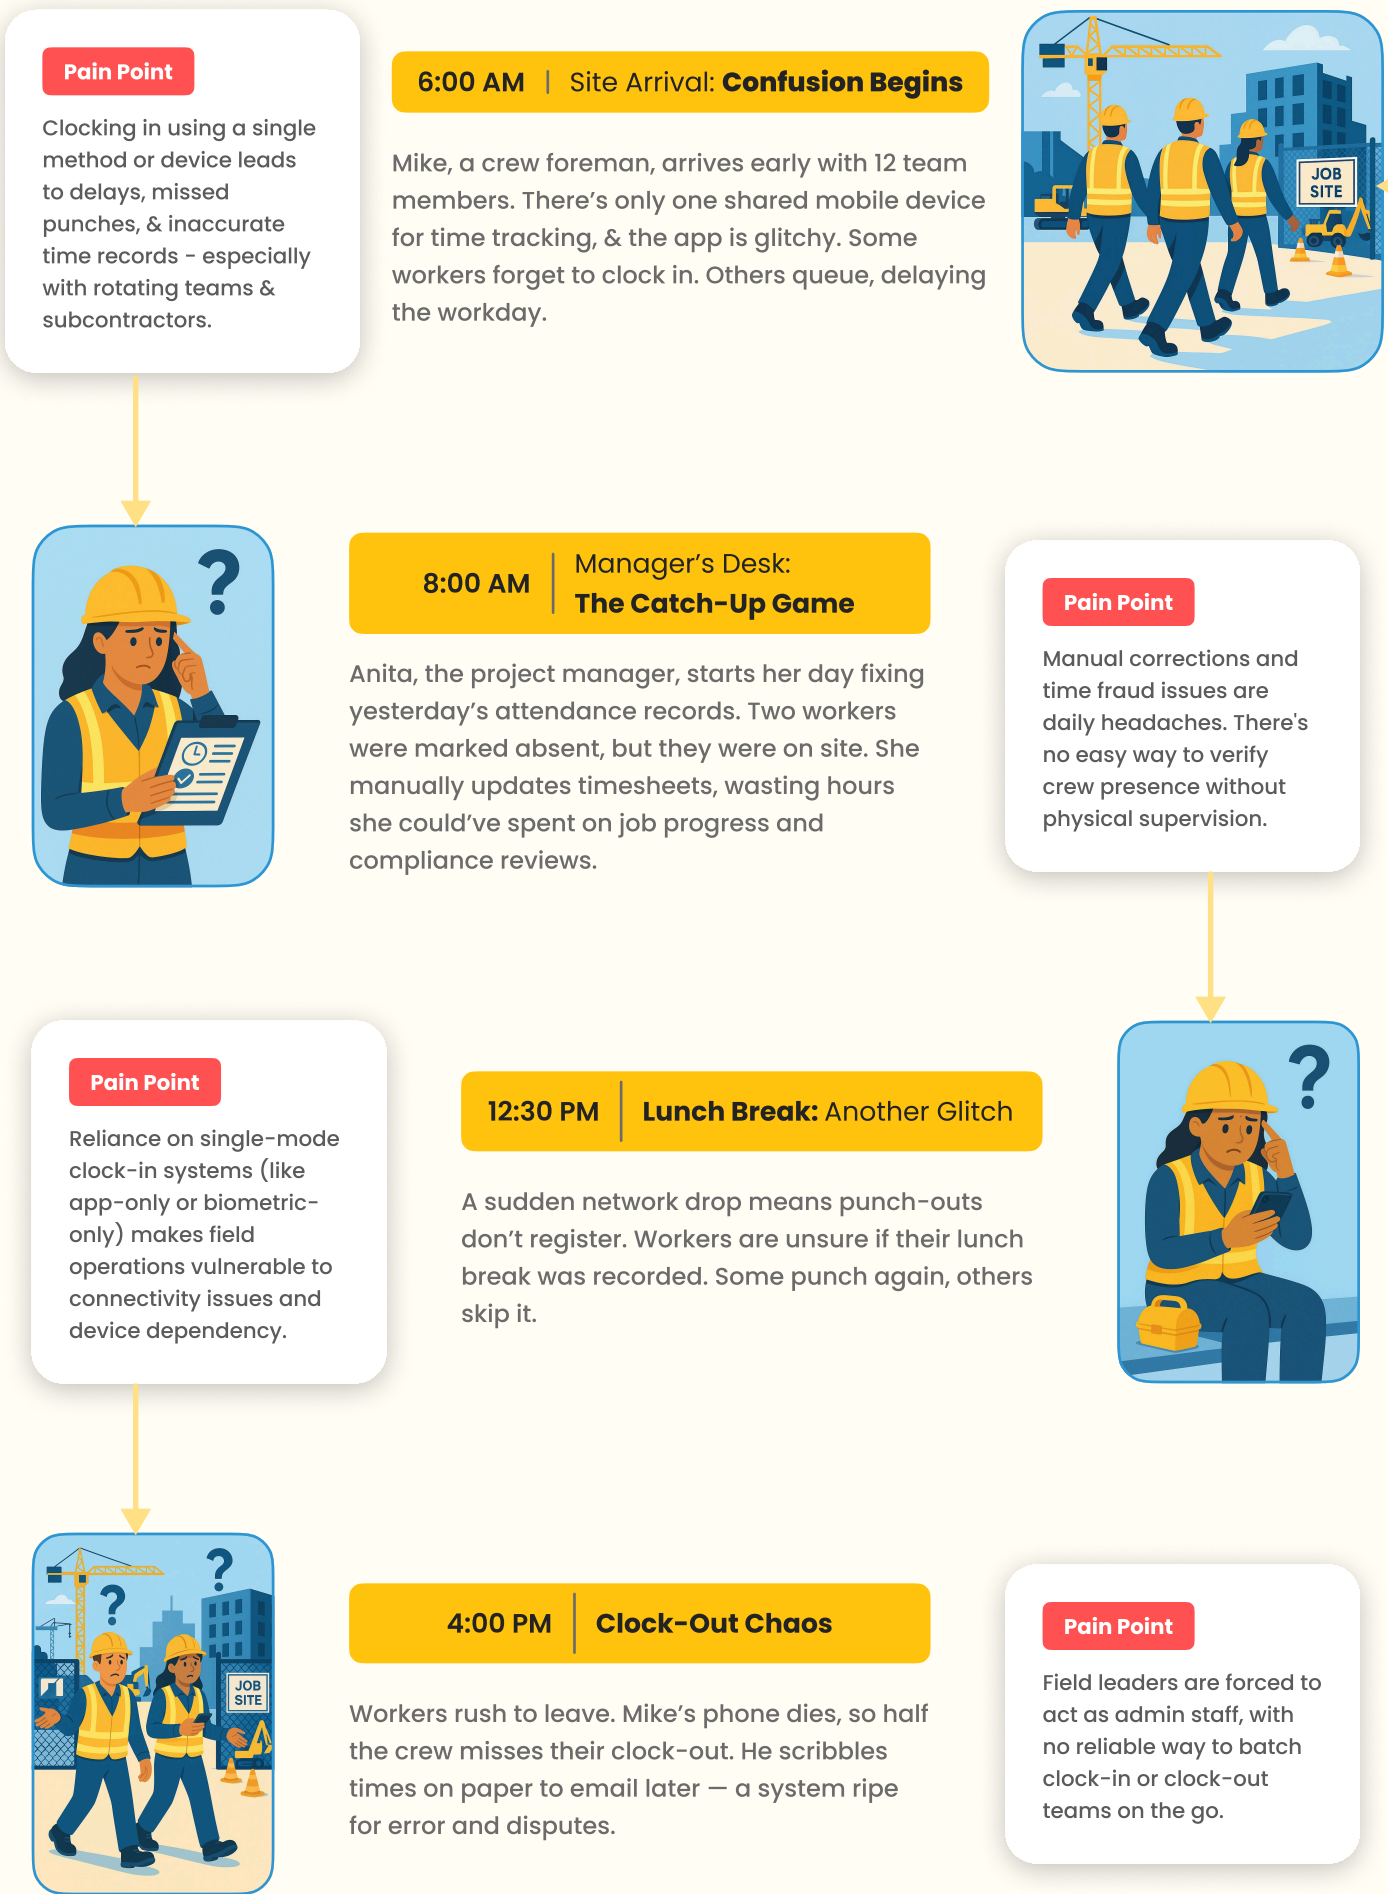 Pain Point
Clocking in using a single
method or device leads
to delays, missed
punches, & inaccurate
time records - especially
with rotating teams &
subcontractors.
6:00 AM | Site Arrival: Confusion Begins
Mike, a crew foreman, arrives early with 12 team
members. There’s only one shared mobile device
for time tracking, & the app is glitchy. Some
workers forget to clock in. Others queue, delaying
the workday.
JOB
SITE
?
8:00 AM
Manager’s Desk:
The Catch-Up Game
Anita, the project manager, starts her day fixing
yesterday’s attendance records. Two workers
were marked absent, but they were on site. She
manually updates timesheets, wasting hours
she could’ve spent on job progress and
compliance reviews.
Pain Point
Manual corrections and
time fraud issues are
daily headaches. There's
no easy way to verify
crew presence without
physical supervision.
Pain Point
Reliance on single-mode
clock-in systems (like
app-only or biometric-
only) makes field
operations vulnerable to
connectivity issues and
device dependency.
12:30 PM | Lunch Break: Another Glitch
A sudden network drop means punch-outs
don’t register. Workers are unsure if their lunch
break was recorded. Some punch again, others
skip it.
?
? ?
JOB
SITE
4:00 PM | Clock-Out Chaos
Workers rush to leave. Mike’s phone dies, so half
the crew misses their clock-out. He scribbles
times on paper to email later — a system ripe
for error and disputes.
Pain Point
Field leaders are forced to
act as admin staff, with
no reliable way to batch
clock-in or clock-out
teams on the go.